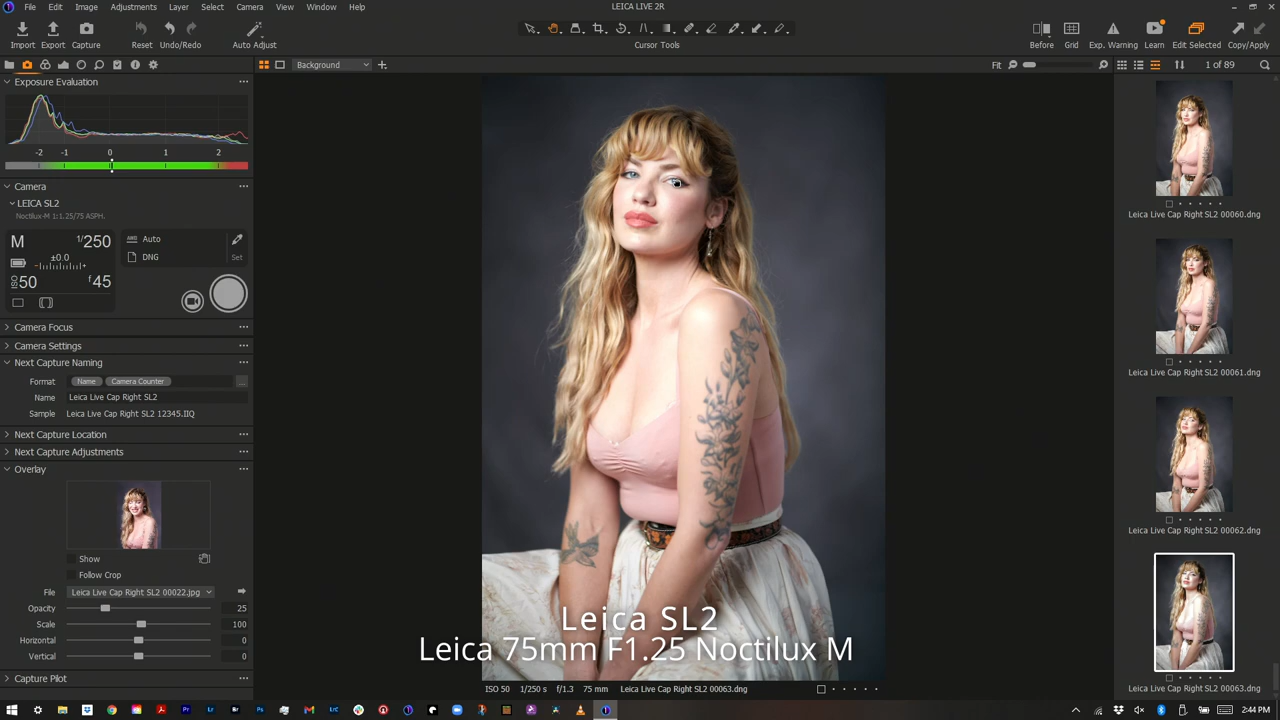 LEICA LIVE 2R
File Edit Image Adjustments Layer Select Camera View Window Help
Import Export Capture Reset Undo/Redo Auto Adjust Cursor Tools Before Grid Exp. Warning Learn Edit Selected Copy/Apply
Background Fit 1 of 89
Exposure Evaluation
-2 -1 0 1 2
Camera
LEICA SL2
Noctilux-M 1:1.25/75 ASPH.
M 1/250 AWB Auto
±0.0 DNG Set
ISO 50 f45
Camera Focus
Camera Settings
Next Capture Naming
Format Name Camera Counter ...
Name Leica Live Cap Right SL2
Sample Leica Live Cap Right SL2 12345.IIQ
Next Capture Location
Next Capture Adjustments
Overlay
Show
Follow Crop
File Leica Live Cap Right SL2 00022.jpg
Opacity 25
Scale 100
Horizontal 0
Vertical 0
Capture Pilot
Leica SL2
Leica 75mm F1.25 Noctilux M
ISO 50 1/250 s f/1.3 75 mm Leica Live Cap Right SL2 00063.dng
Leica Live Cap Right SL2 00060.dng
Leica Live Cap Right SL2 00061.dng
Leica Live Cap Right SL2 00062.dng
Leica Live Cap Right SL2 00063.dng
2:44 PM